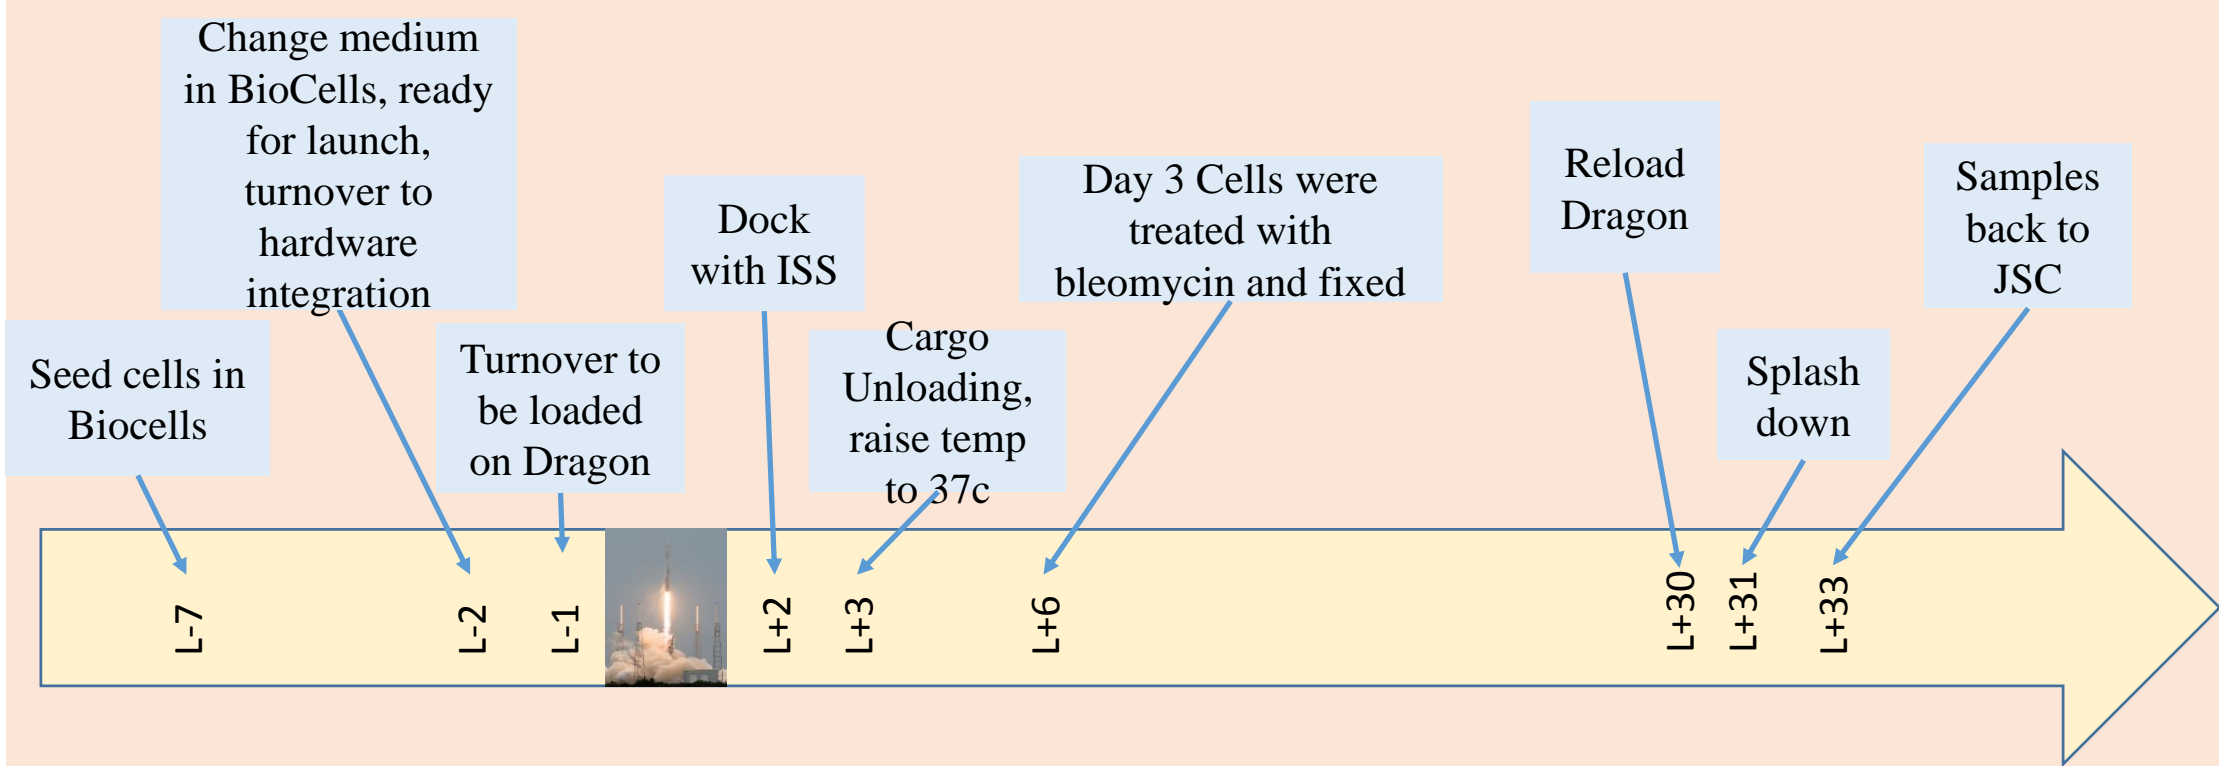 Change medium
in BioCells, ready
for launch,
turnover to
hardware
integration
Seed cells in
Biocells
Turnover to
be loaded
on Dragon
Dock
with ISS
Cargo
Unloading,
raise temp
to 37c
Day 3 Cells were
treated with
bleomycin and fixed
Reload
Dragon
Splash
down
Samples
back to
JSC
L-7
L-2
L-1
L+2
L+3
L+6
L+30
L+31
L+33